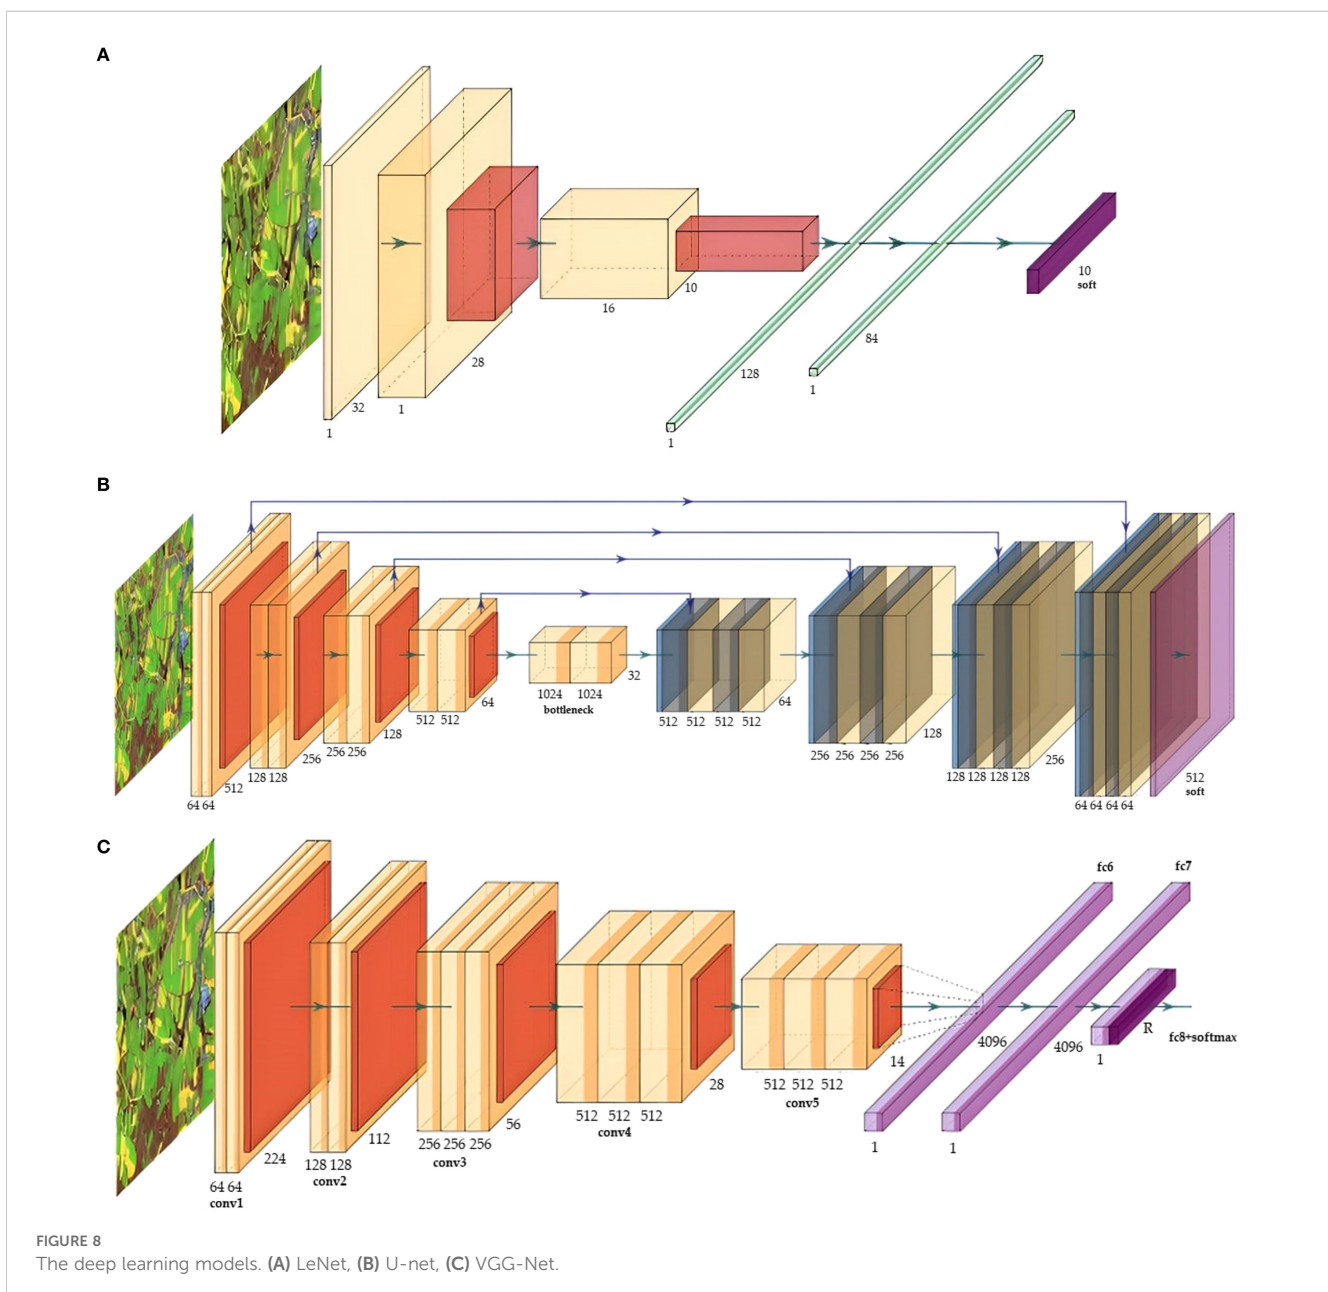 A
32
1
1
28
16
10
128
1
84
1
10
soft
B
64 64
512
128 128
256
256 256
128
512 512
64
1024 1024
bottleneck
32
512 512 512 512
64
256 256 256 256
128
128 128 128 128
256
64 64 64 64
512
soft
C
64 64
conv1
224
128 128
conv2
112
256 256 256
conv3
56
512 512 512
conv4
28
512 512 512
conv5
14
fc6
4096
1
fc7
4096
1
1
R
fc8+softmax
FIGURE 8
The deep learning models. (A) LeNet, (B) U-net, (C) VGG-Net.